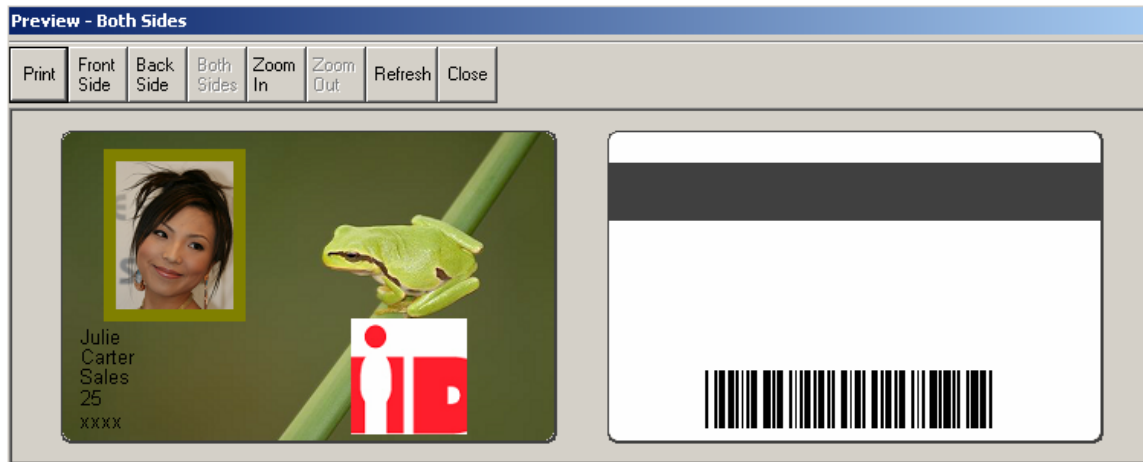 Preview - Both Sides
Print
Front
Side
Back
Side
Both
Sides
Zoom
In
Zoom
Out
Refresh
Close
Julie
Carter
Sales
25
xxxx
iD